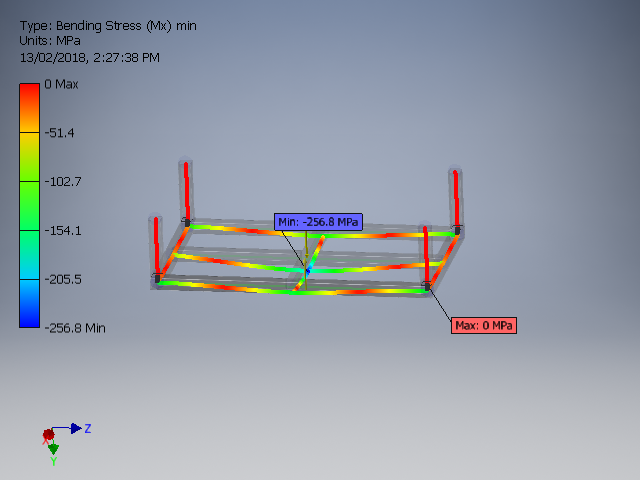 Type: Bending Stress (Mx) min
Units: MPa
13/02/2018, 2:27:38 PM
0 Max
-51.4
-102.7
-154.1
-205.5
-256.8 Min
Min: -256.8 MPa
Max: 0 MPa
X
Z
Y